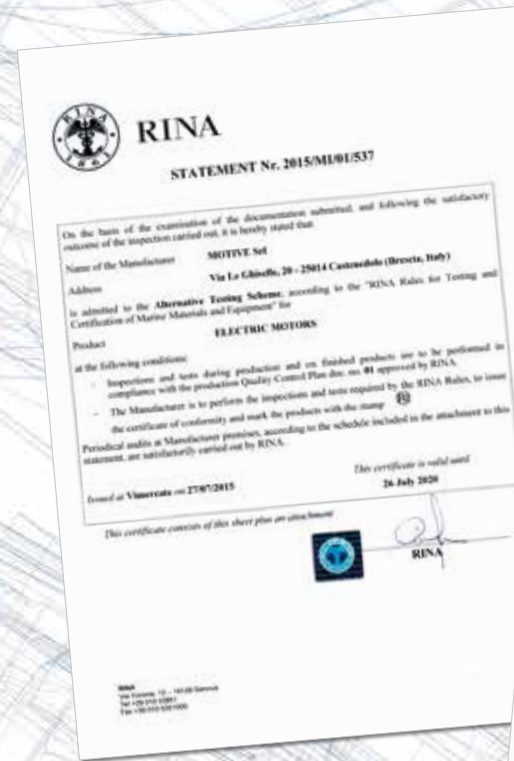 RINA
1861
RINA
STATEMENT Nr. 2015/MI/01/537
On the basis of the examination of the documentation submitted, and following the satisfactory
outcome of the inspection carried out, it is hereby stated that
Name of the Manufacturer MOTIVE Srl
Address Via Le Ghiselle, 20 - 25014 Castenedolo (Brescia, Italy)
is admitted to the Alternative Testing Scheme, according to the "RINA Rules for Testing and
Certification of Marine Materials and Equipment" for
Product ELECTRIC MOTORS
at the following conditions:
- Inspections and tests during production and on finished products are to be performed in
compliance with the production Quality Control Plan doc. no. 01 approved by RINA.
- The Manufacturer is to perform the inspections and tests required by the RINA Rules, to issue
the certificate of conformity and mark the products with the stamp
Periodical audits at Manufacturer premises, according to the schedule included in the attachment to this
statement, are satisfactorily carried out by RINA.
Issued at Vimercate on 27/07/2015
This certificate is valid until
26 July 2020
This certificate consists of this sheet plus an attachment
RINA
RINA